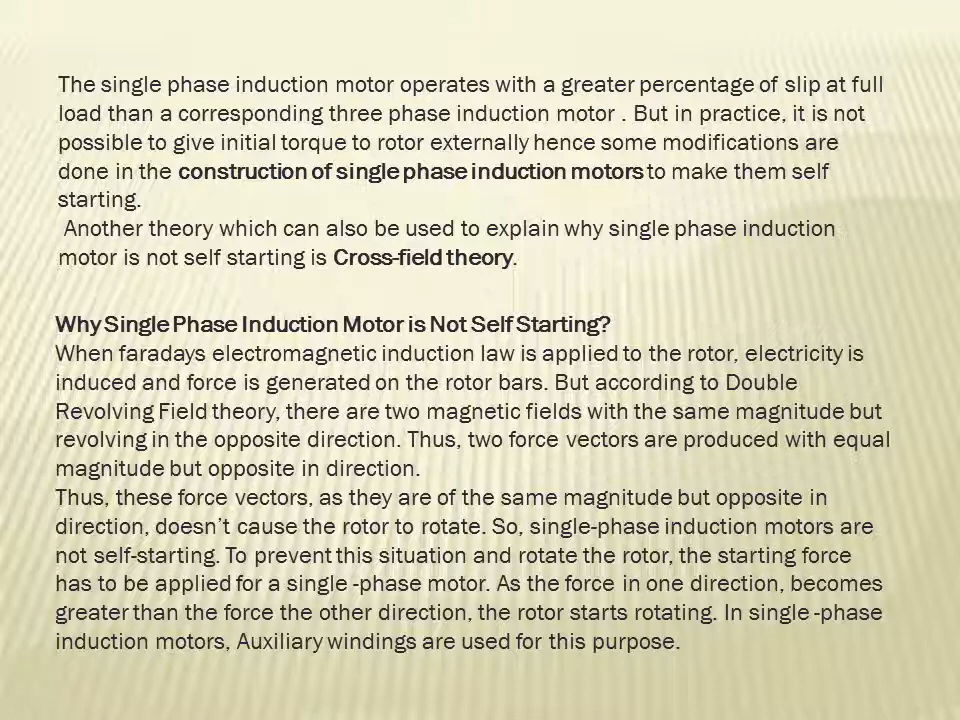 The single phase induction motor operates with a greater percentage of slip at full
load than a corresponding three phase induction motor . But in practice, it is not
possible to give initial torque to rotor externally hence some modifications are
done in the construction of single phase induction motors to make them self
starting.
Another theory which can also be used to explain why single phase induction
motor is not self starting is Cross-field theory.
Why Single Phase Induction Motor is Not Self Starting?
When faradays electromagnetic induction law is applied to the rotor, electricity is
induced and force is generated on the rotor bars. But according to Double
Revolving Field theory, there are two magnetic fields with the same magnitude but
revolving in the opposite direction. Thus, two force vectors are produced with equal
magnitude but opposite in direction.
Thus, these force vectors, as they are of the same magnitude but opposite in
direction, doesn’t cause the rotor to rotate. So, single-phase induction motors are
not self-starting. To prevent this situation and rotate the rotor, the starting force
has to be applied for a single -phase motor. As the force in one direction, becomes
greater than the force the other direction, the rotor starts rotating. In single -phase
induction motors, Auxiliary windings are used for this purpose.